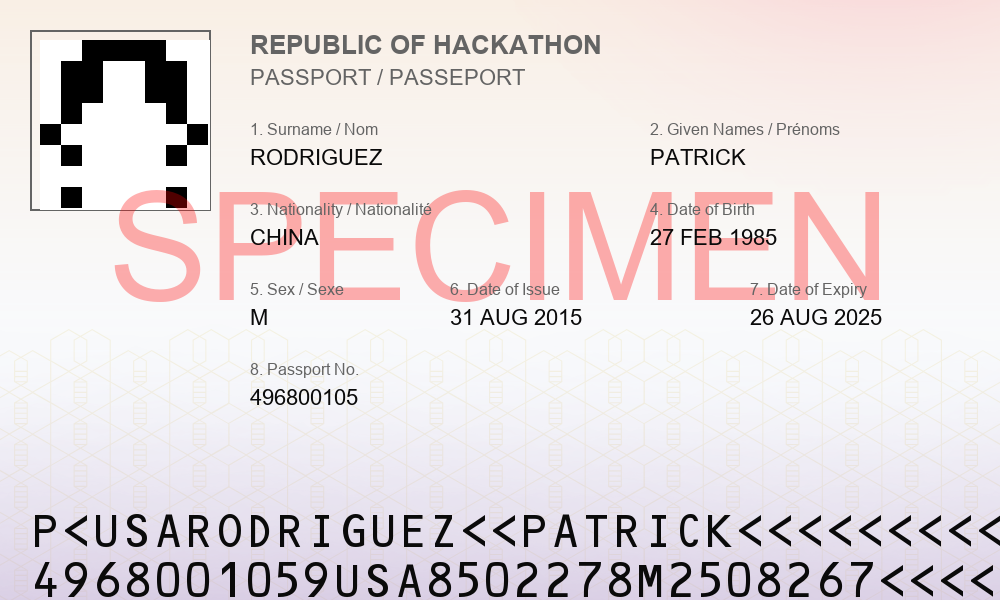 REPUBLIC OF HACKATHON
PASSPORT / PASSEPORT
1. Surname / Nom
RODRIGUEZ
2. Given Names / Prénoms
PATRICK
SPECIMEN
3. Nationality / Nationalité
CHINA
4. Date of Birth
27 FEB 1985
5. Sex / Sexe
M
6. Date of Issue
31 AUG 2015
7. Date of Expiry
26 AUG 2025
8. Passport No.
496800105
P<USARODRIGUEZ<<PATRICK<<<<<<<<<
4968001059USA8502278M2508267<<<<